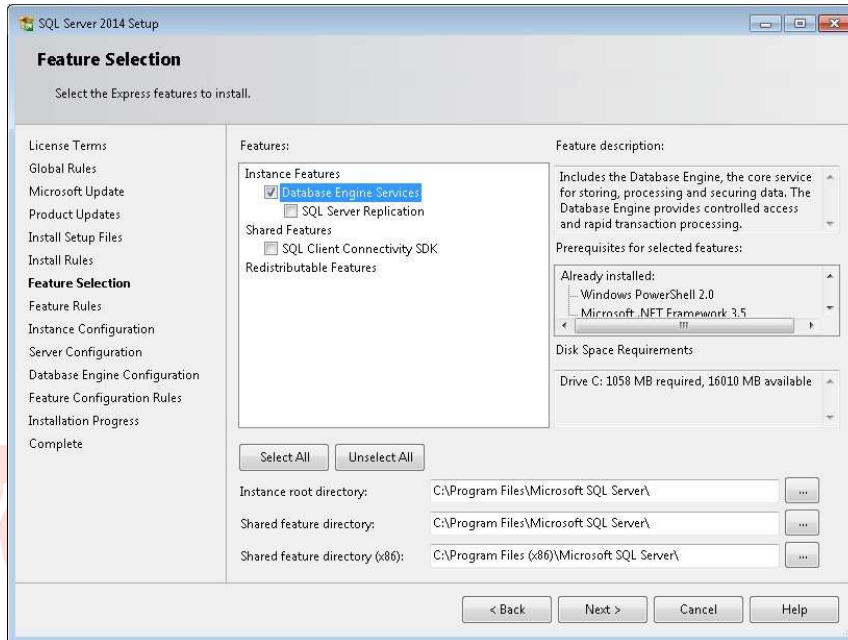 SQL Server 2014 Setup
Feature Selection
Select the Express features to install.
License Terms
Global Rules
Microsoft Update
Product Updates
Install Setup Files
Install Rules
Feature Selection
Feature Rules
Instance Configuration
Server Configuration
Database Engine Configuration
Feature Configuration Rules
Installation Progress
Complete
Features:
Instance Features
Database Engine Services
SQL Server Replication
Shared Features
SQL Client Connectivity SDK
Redistributable Features
Feature description:
Includes the Database Engine, the core service
for storing, processing and securing data. The
Database Engine provides controlled access
and rapid transaction processing.
Prerequisites for selected features:
Already installed:
Windows PowerShell 2.0
Microsoft .NET Framework 3.5
Disk Space Requirements
Drive C: 1058 MB required, 16010 MB available
Select All
Unselect All
Instance root directory:
C:\Program Files\Microsoft SQL Server\
...
Shared feature directory:
C:\Program Files\Microsoft SQL Server\
...
Shared feature directory (x86):
C:\Program Files (x86)\Microsoft SQL Server\
...
< Back
Next >
Cancel
Help